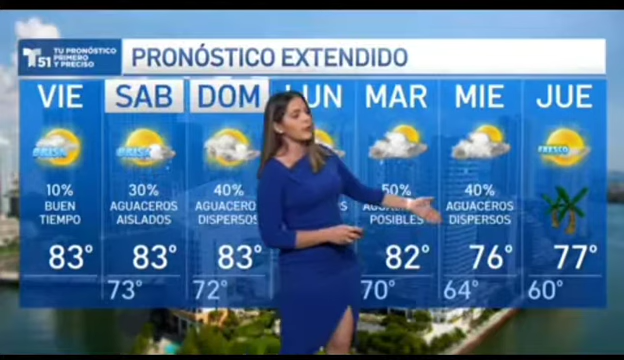 T 51
TU PRONÓSTICO
PRIMERO
Y PRECISO
PRONÓSTICO EXTENDIDO
VIE SAB DOM LUN MAR MIE JUE
BRISA BRISA FRESCO
10% 30% 40% 50% 40%
BUEN AGUACEROS AGUACEROS AGUACEROS AGUACEROS
TIEMPO AISLADOS DISPERSOS POSIBLES DISPERSOS
83° 83° 83° 82° 76° 77°
73° 72° 70° 64° 60°